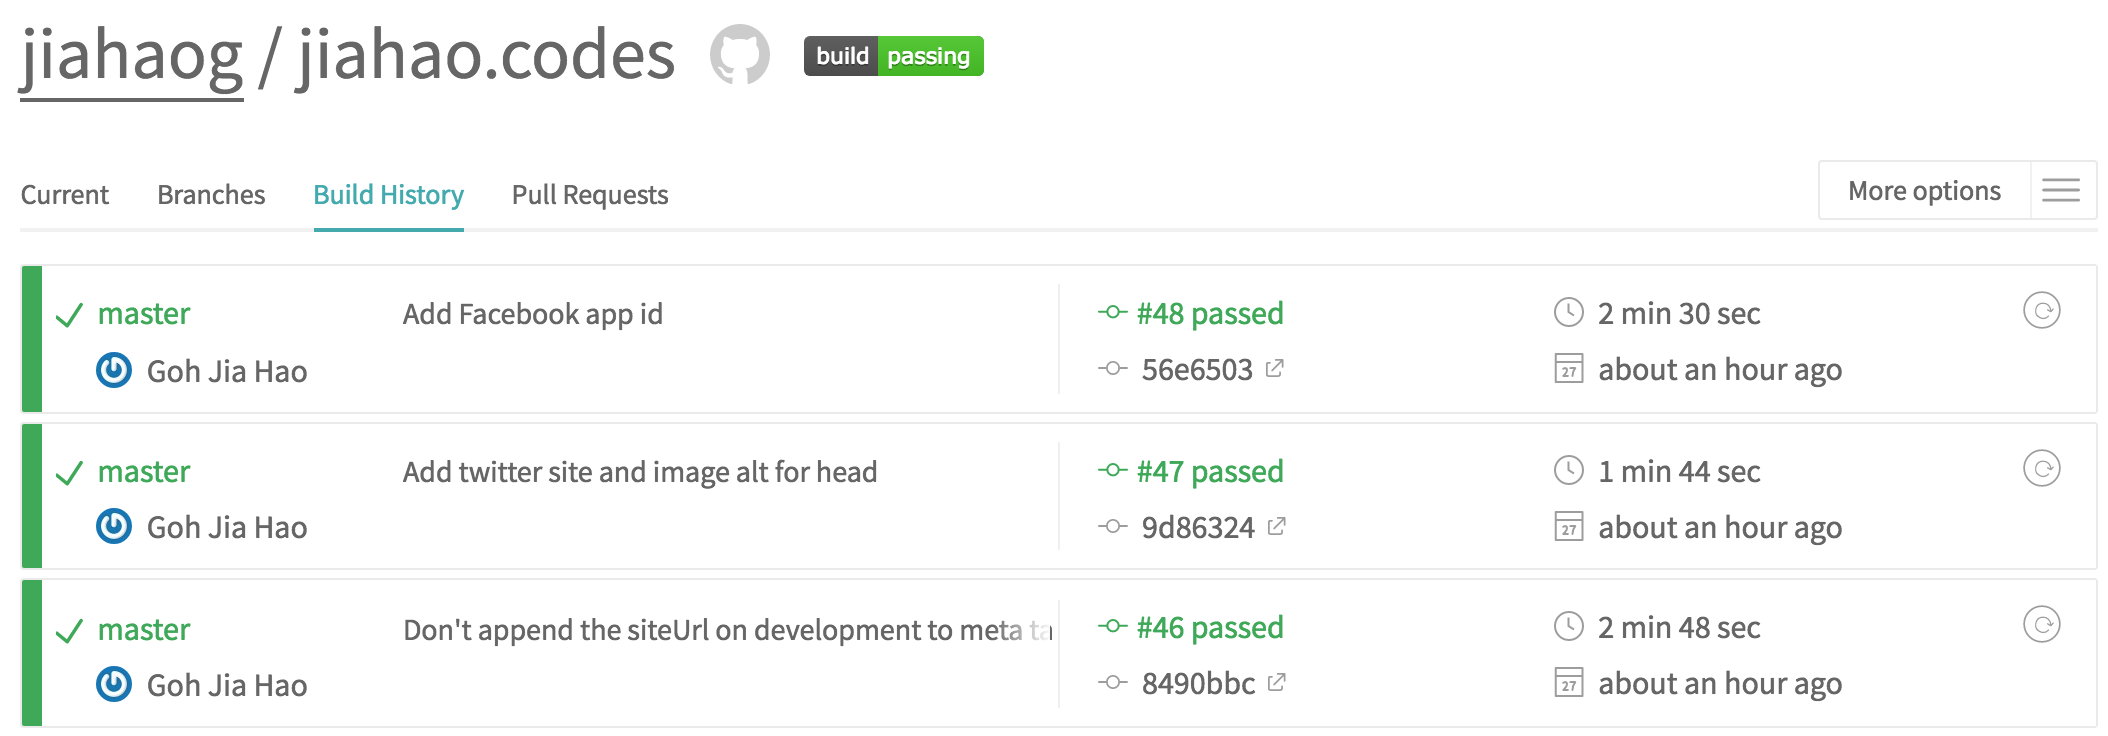 jiahaog / jiahao.codes build passing
Current Branches Build History Pull Requests More options
master Add Facebook app id #48 passed 2 min 30 sec
Goh Jia Hao 56e6503 27 about an hour ago
master Add twitter site and image alt for head #47 passed 1 min 44 sec
Goh Jia Hao 9d86324 27 about an hour ago
master Don't append the siteUrl on development to meta #46 passed 2 min 48 sec
Goh Jia Hao 8490bbc 27 about an hour ago